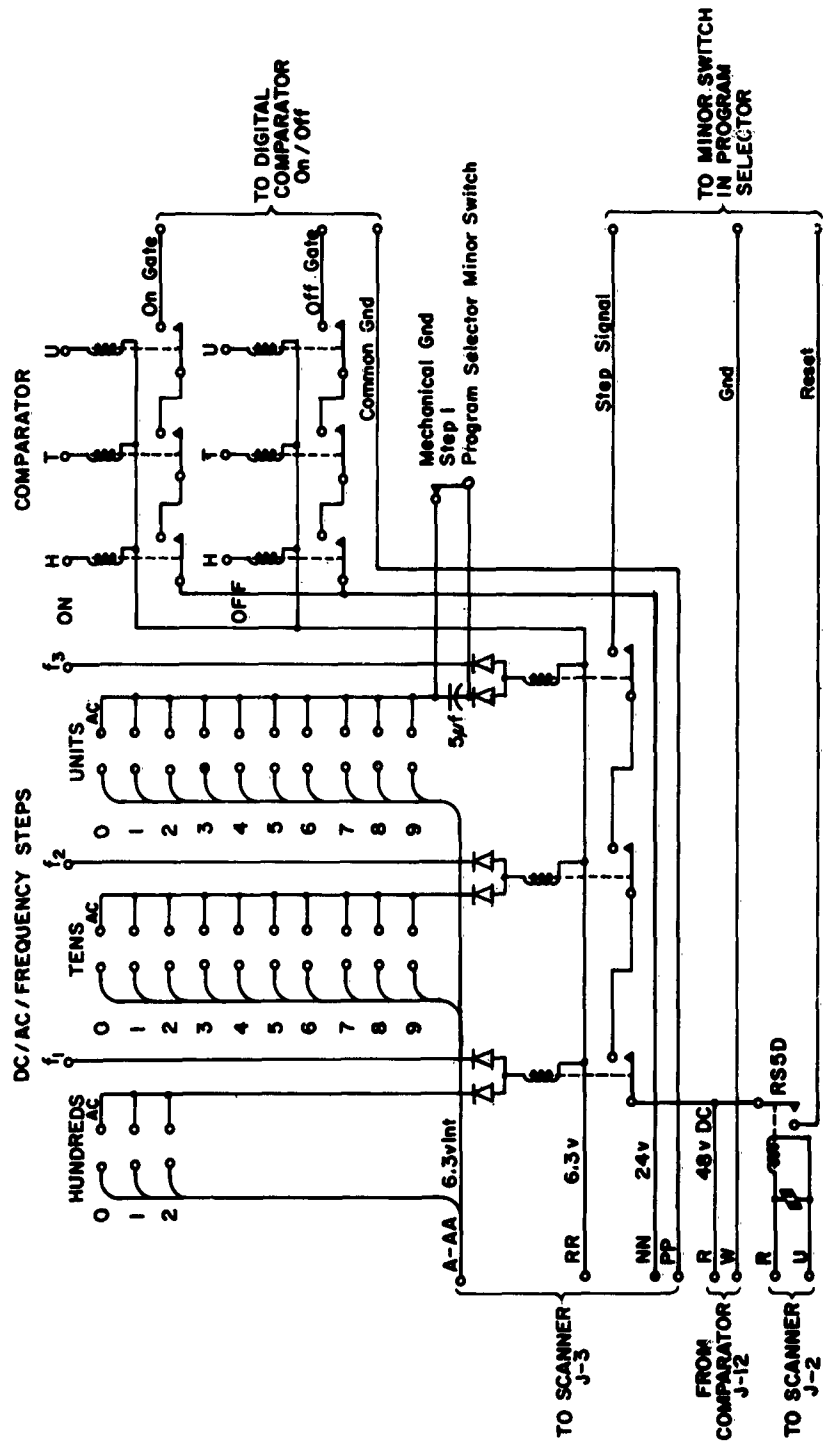 DC/AC/FREQUENCY STEPS
COMPARATOR
HUNDREDS
AC
0
1
2
f1
TENS
AC
0
1
2
3
4
5
6
7
8
9
f2
UNITS
AC
0
1
2
3
4
5
6
7
8
9
f3
ON
H
T
U
On Gate
OFF
H
T
U
Off Gate
Common Gnd
TO DIGITAL
COMPARATOR
On/Off
Mechanical Gnd
Step 1
Program Selector Minor Switch
5µf
A-AA
6.3vInt
RR
6.3v
NN
24v
PP
TO SCANNER
J-3
R
48v DC
W
FROM
COMPARATOR
J-12
R
U
TO SCANNER
J-2
RS5D
Step Signal
Gnd
Reset
TO MINOR SWITCH
IN PROGRAM
SELECTOR